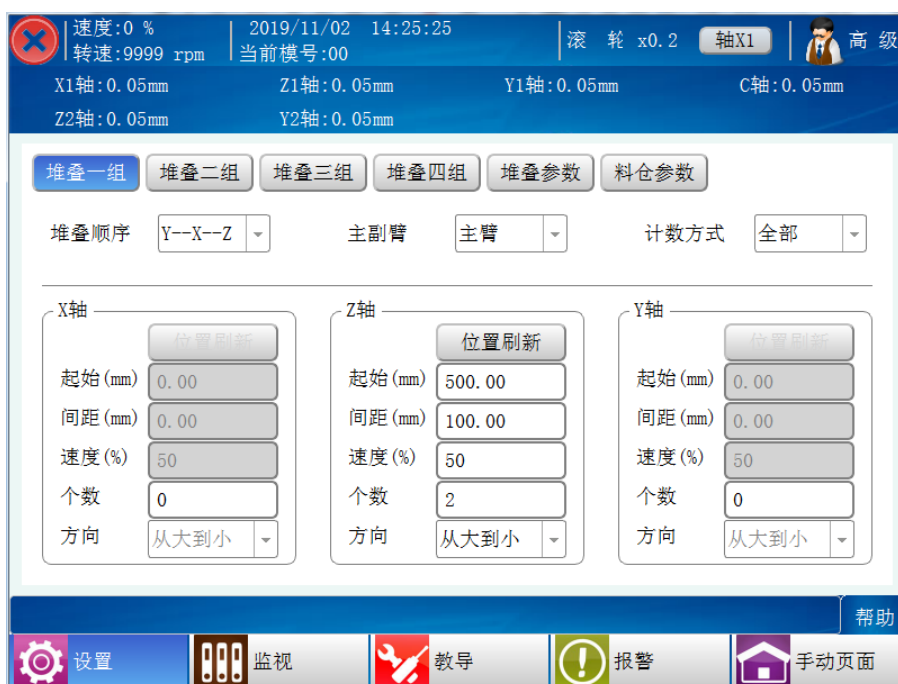 速度:0 % 2019/11/02 14:25:25 滚 轮 x0.2 轴X1 高 级
转速:9999 rpm 当前模号:00
X1轴:0.05mm Z1轴:0.05mm Y1轴:0.05mm C轴:0.05mm
Z2轴:0.05mm Y2轴:0.05mm
堆叠一组 堆叠二组 堆叠三组 堆叠四组 堆叠参数 料仓参数
堆叠顺序 Y--X--Z 主副臂 主臂 计数方式 全部
X轴 Z轴 Y轴
位置刷新 位置刷新 位置刷新
起始(mm) 0.00 起始(mm) 500.00 起始(mm) 0.00
间距(mm) 0.00 间距(mm) 100.00 间距(mm) 0.00
速度(%) 50 速度(%) 50 速度(%) 50
个数 0 个数 2 个数 0
方向 从大到小 方向 从大到小 方向 从大到小
帮助
设置 监视 教导 报警 手动页面